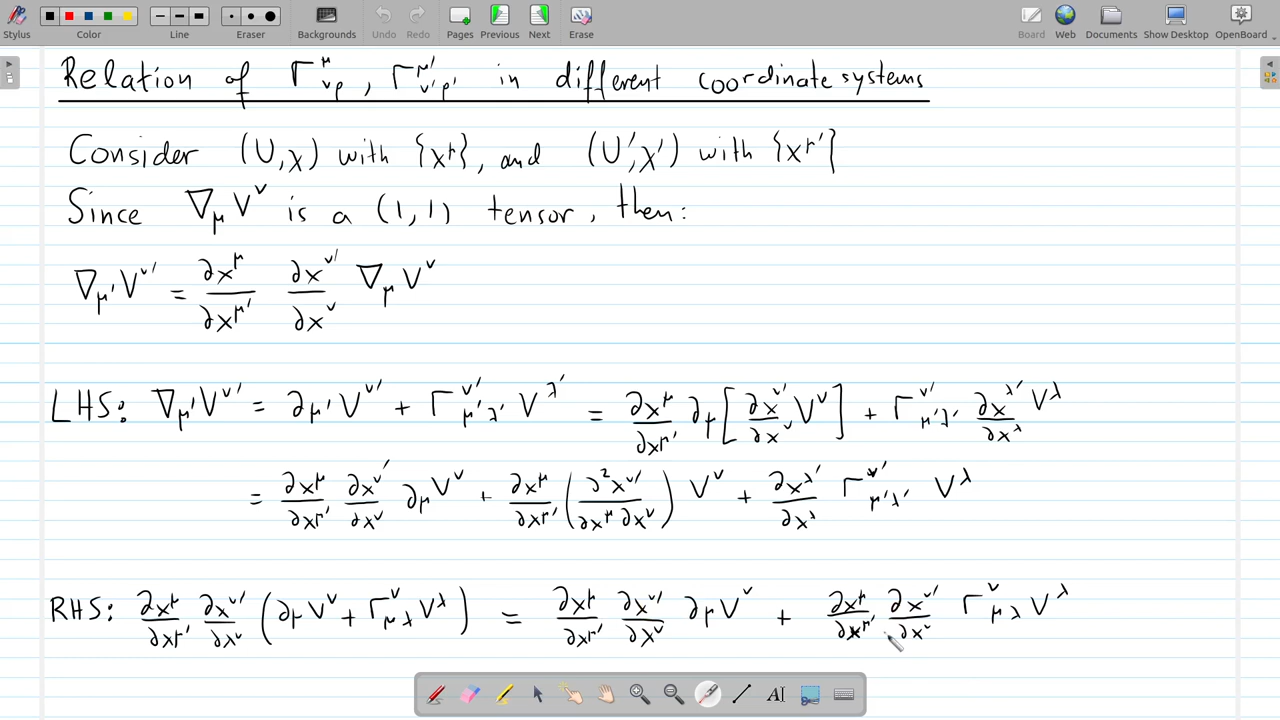 Stylus Color Line Eraser Backgrounds Undo Redo Pages Previous Next Erase Board Web Documents Show Desktop OpenBoard
Relation of Γ^μ_νρ, Γ^μ'_ν'ρ' in different coordinate systems
Consider (U,χ) with {x^μ}, and (U',χ') with {x^μ'}
Since ∇_μ V^ν is a (1,1) tensor, then:
∇_μ' V^ν' = ∂x^μ/∂x^μ' ∂x^ν'/∂x^ν ∇_μ V^ν
LHS: ∇_μ' V^ν' = ∂_μ' V^ν' + Γ^ν'_μ'λ' V^λ' = ∂x^μ/∂x^μ' ∂_μ [∂x^ν'/∂x^ν V^ν] + Γ^ν'_μ'λ' ∂x^λ'/∂x^λ V^λ
= ∂x^μ/∂x^μ' ∂x^ν'/∂x^ν ∂_μ V^ν + ∂x^μ/∂x^μ' (∂²x^ν'/∂x^μ ∂x^ν) V^ν + ∂x^λ'/∂x^λ Γ^ν'_μ'λ' V^λ
RHS: ∂x^μ/∂x^μ' ∂x^ν'/∂x^ν (∂_μ V^ν + Γ^ν_μλ V^λ) = ∂x^μ/∂x^μ' ∂x^ν'/∂x^ν ∂_μ V^ν + ∂x^μ/∂x^μ' ∂x^ν'/∂x^ν Γ^ν_μλ V^λ